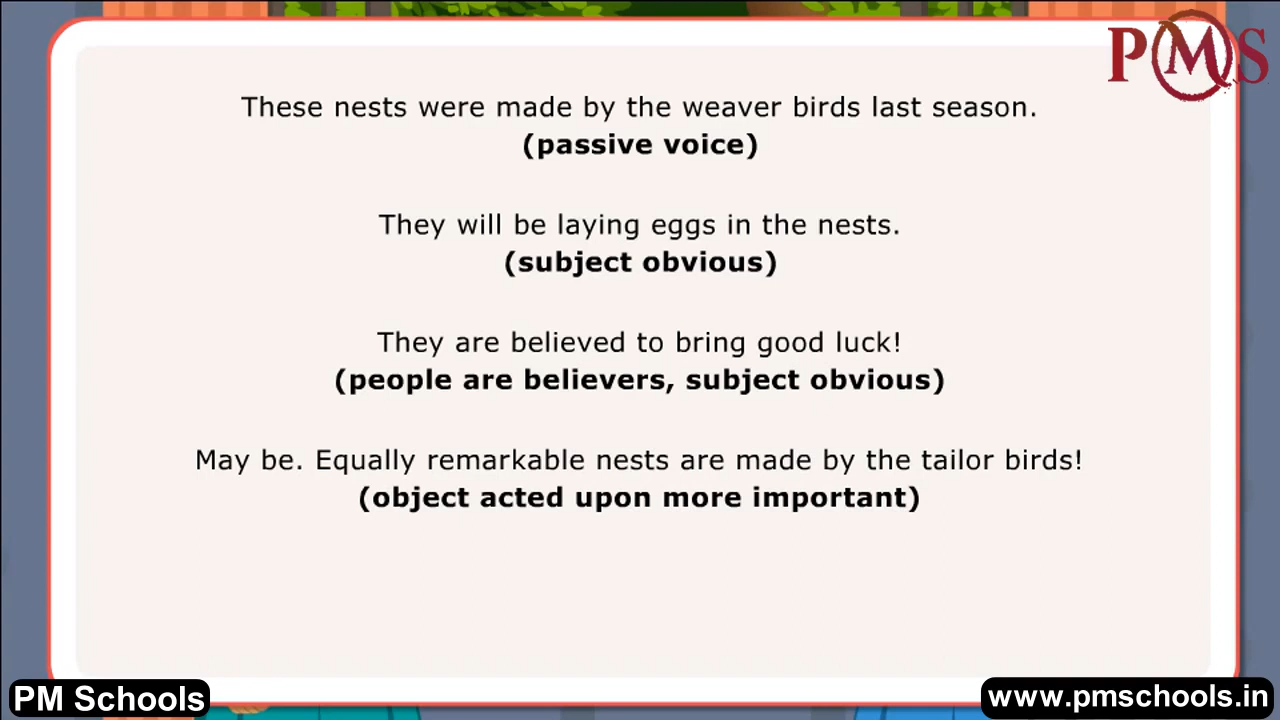 PMS
These nests were made by the weaver birds last season.
(passive voice)
They will be laying eggs in the nests.
(subject obvious)
They are believed to bring good luck!
(people are believers, subject obvious)
May be. Equally remarkable nests are made by the tailor birds!
(object acted upon more important)
PM Schools
www.pmschools.in